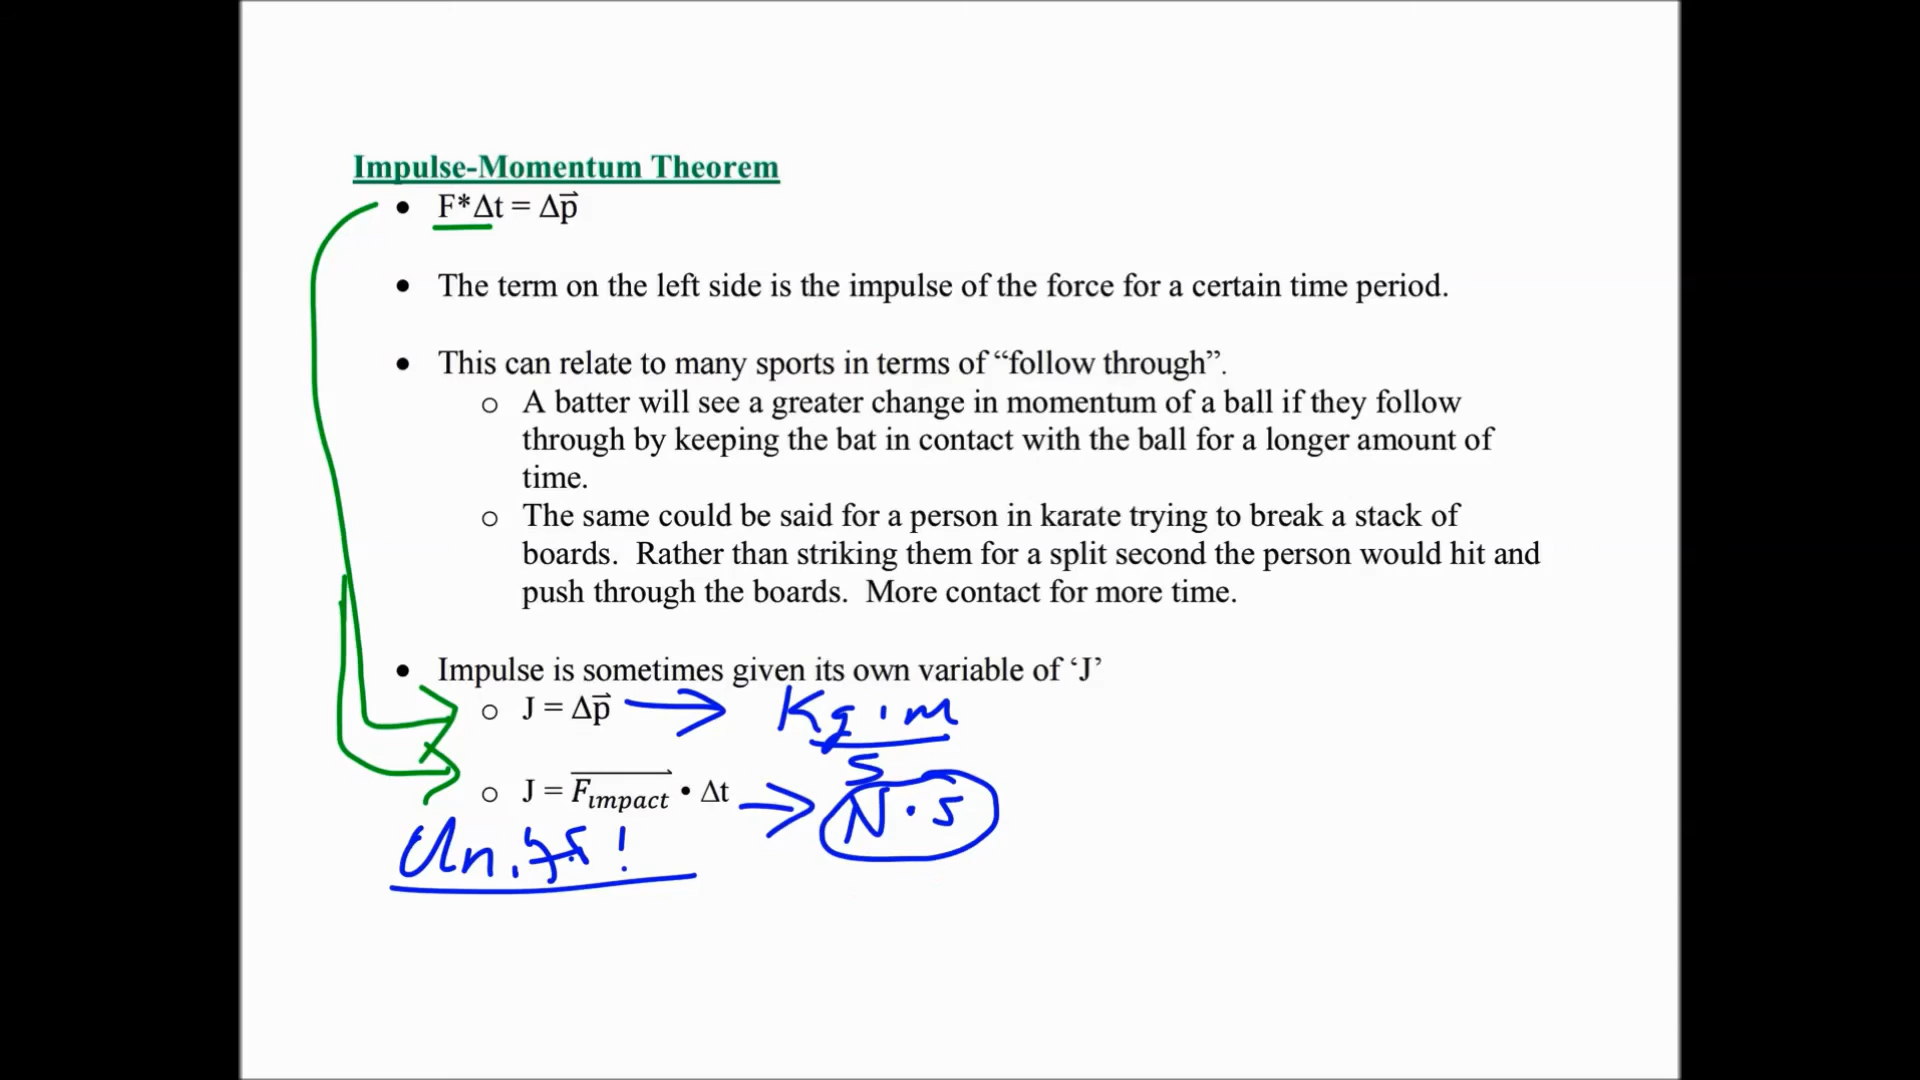 Impulse-Momentum Theorem
• F*Δt = Δp⃗
• The term on the left side is the impulse of the force for a certain time period.
• This can relate to many sports in terms of “follow through”.
o A batter will see a greater change in momentum of a ball if they follow
through by keeping the bat in contact with the ball for a longer amount of
time.
o The same could be said for a person in karate trying to break a stack of
boards.  Rather than striking them for a split second the person would hit and
push through the boards.  More contact for more time.
• Impulse is sometimes given its own variable of ‘J’
o J = Δp⃗ → Kg · m
s
o J = F⃗impact • Δt → N · s
Units!